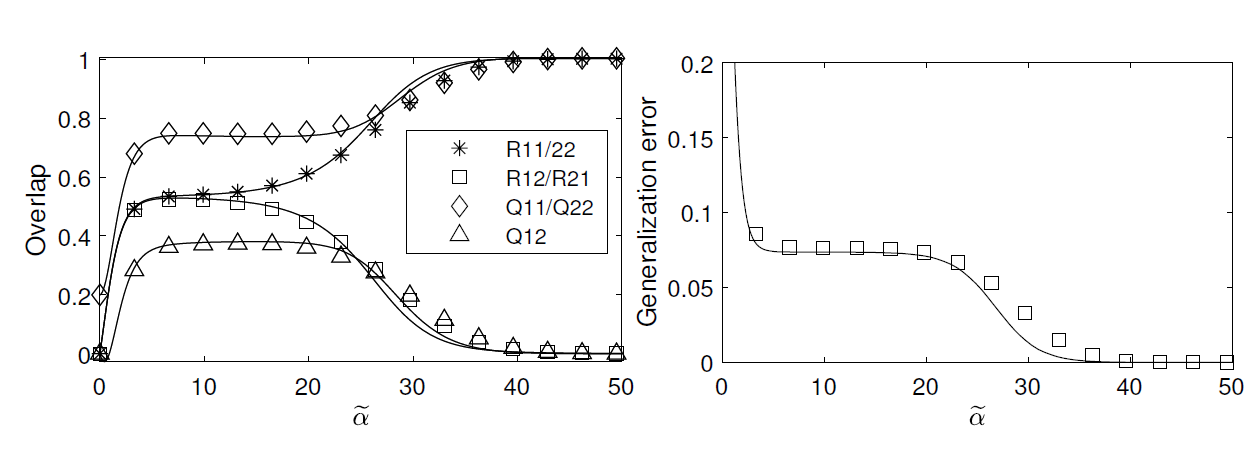 1
0.8
0.6
0.4
0.2
0
Overlap
0 10 20 30 40 50
α̃
R11/22
R12/R21
Q11/Q22
Q12
0.2
0.15
0.1
0.05
0
Generalization error
0 10 20 30 40 50
α̃